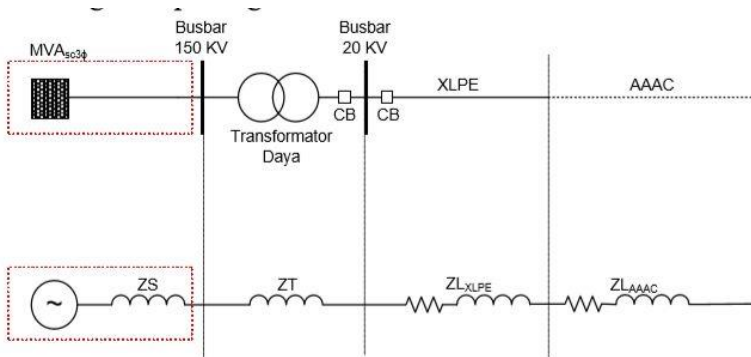 Busbar
150 KV
Busbar
20 KV
MVAsc3ϕ
XLPE
AAAC
CB
CB
Transformator
Daya
ZS
ZT
ZLXLPE
ZLAAAC
~